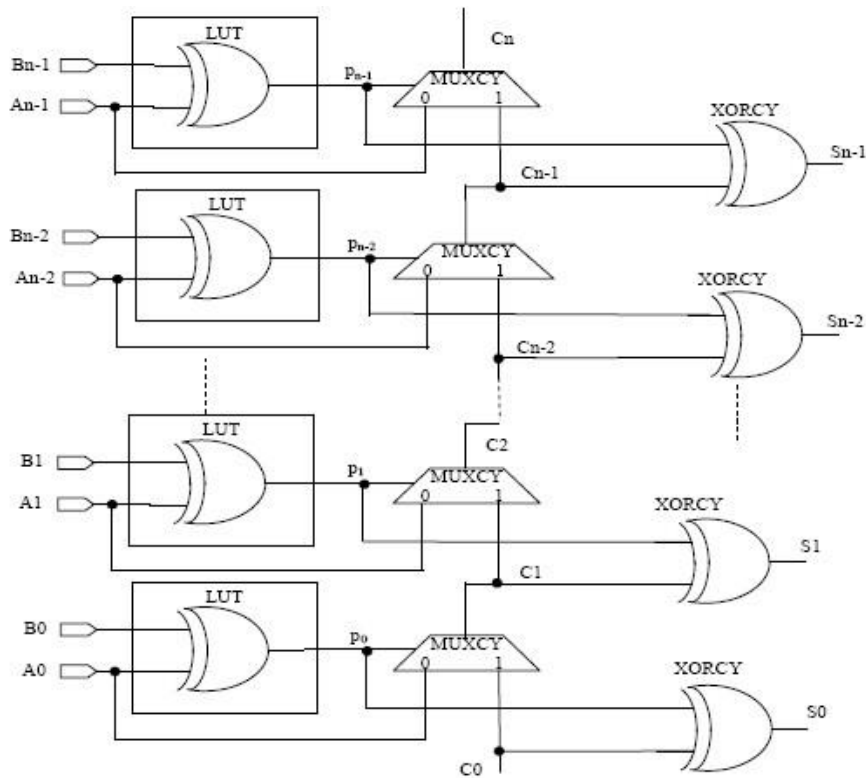 LUT
Cn
Bn-1
pn-1
MUXCY
An-1
0 1
XORCY
Sn-1
Cn-1
LUT
Bn-2
pn-2
MUXCY
An-2
0 1
XORCY
Sn-2
Cn-2
LUT
C2
B1
p1
MUXCY
A1
0 1
XORCY
S1
C1
LUT
B0
p0
MUXCY
A0
0 1
XORCY
S0
C0